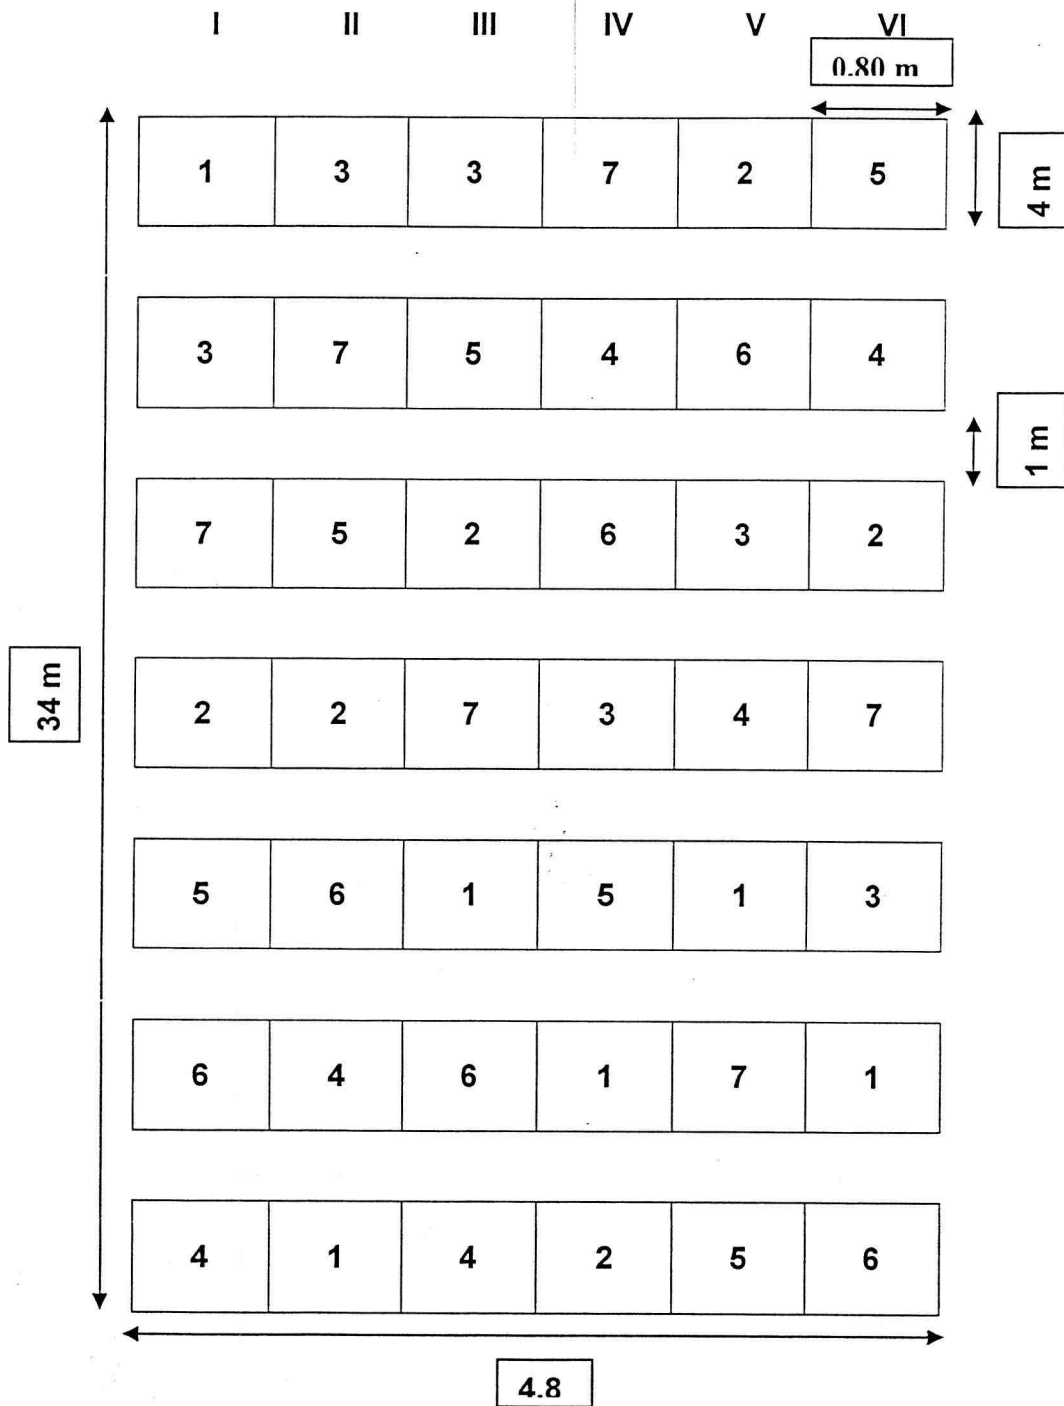 I II III IV V VI
0.80 m
1 3 3 7 2 5
4 m
3 7 5 4 6 4
1 m
7 5 2 6 3 2
34 m
2 2 7 3 4 7
5 6 1 5 1 3
6 4 6 1 7 1
4 1 4 2 5 6
4.8